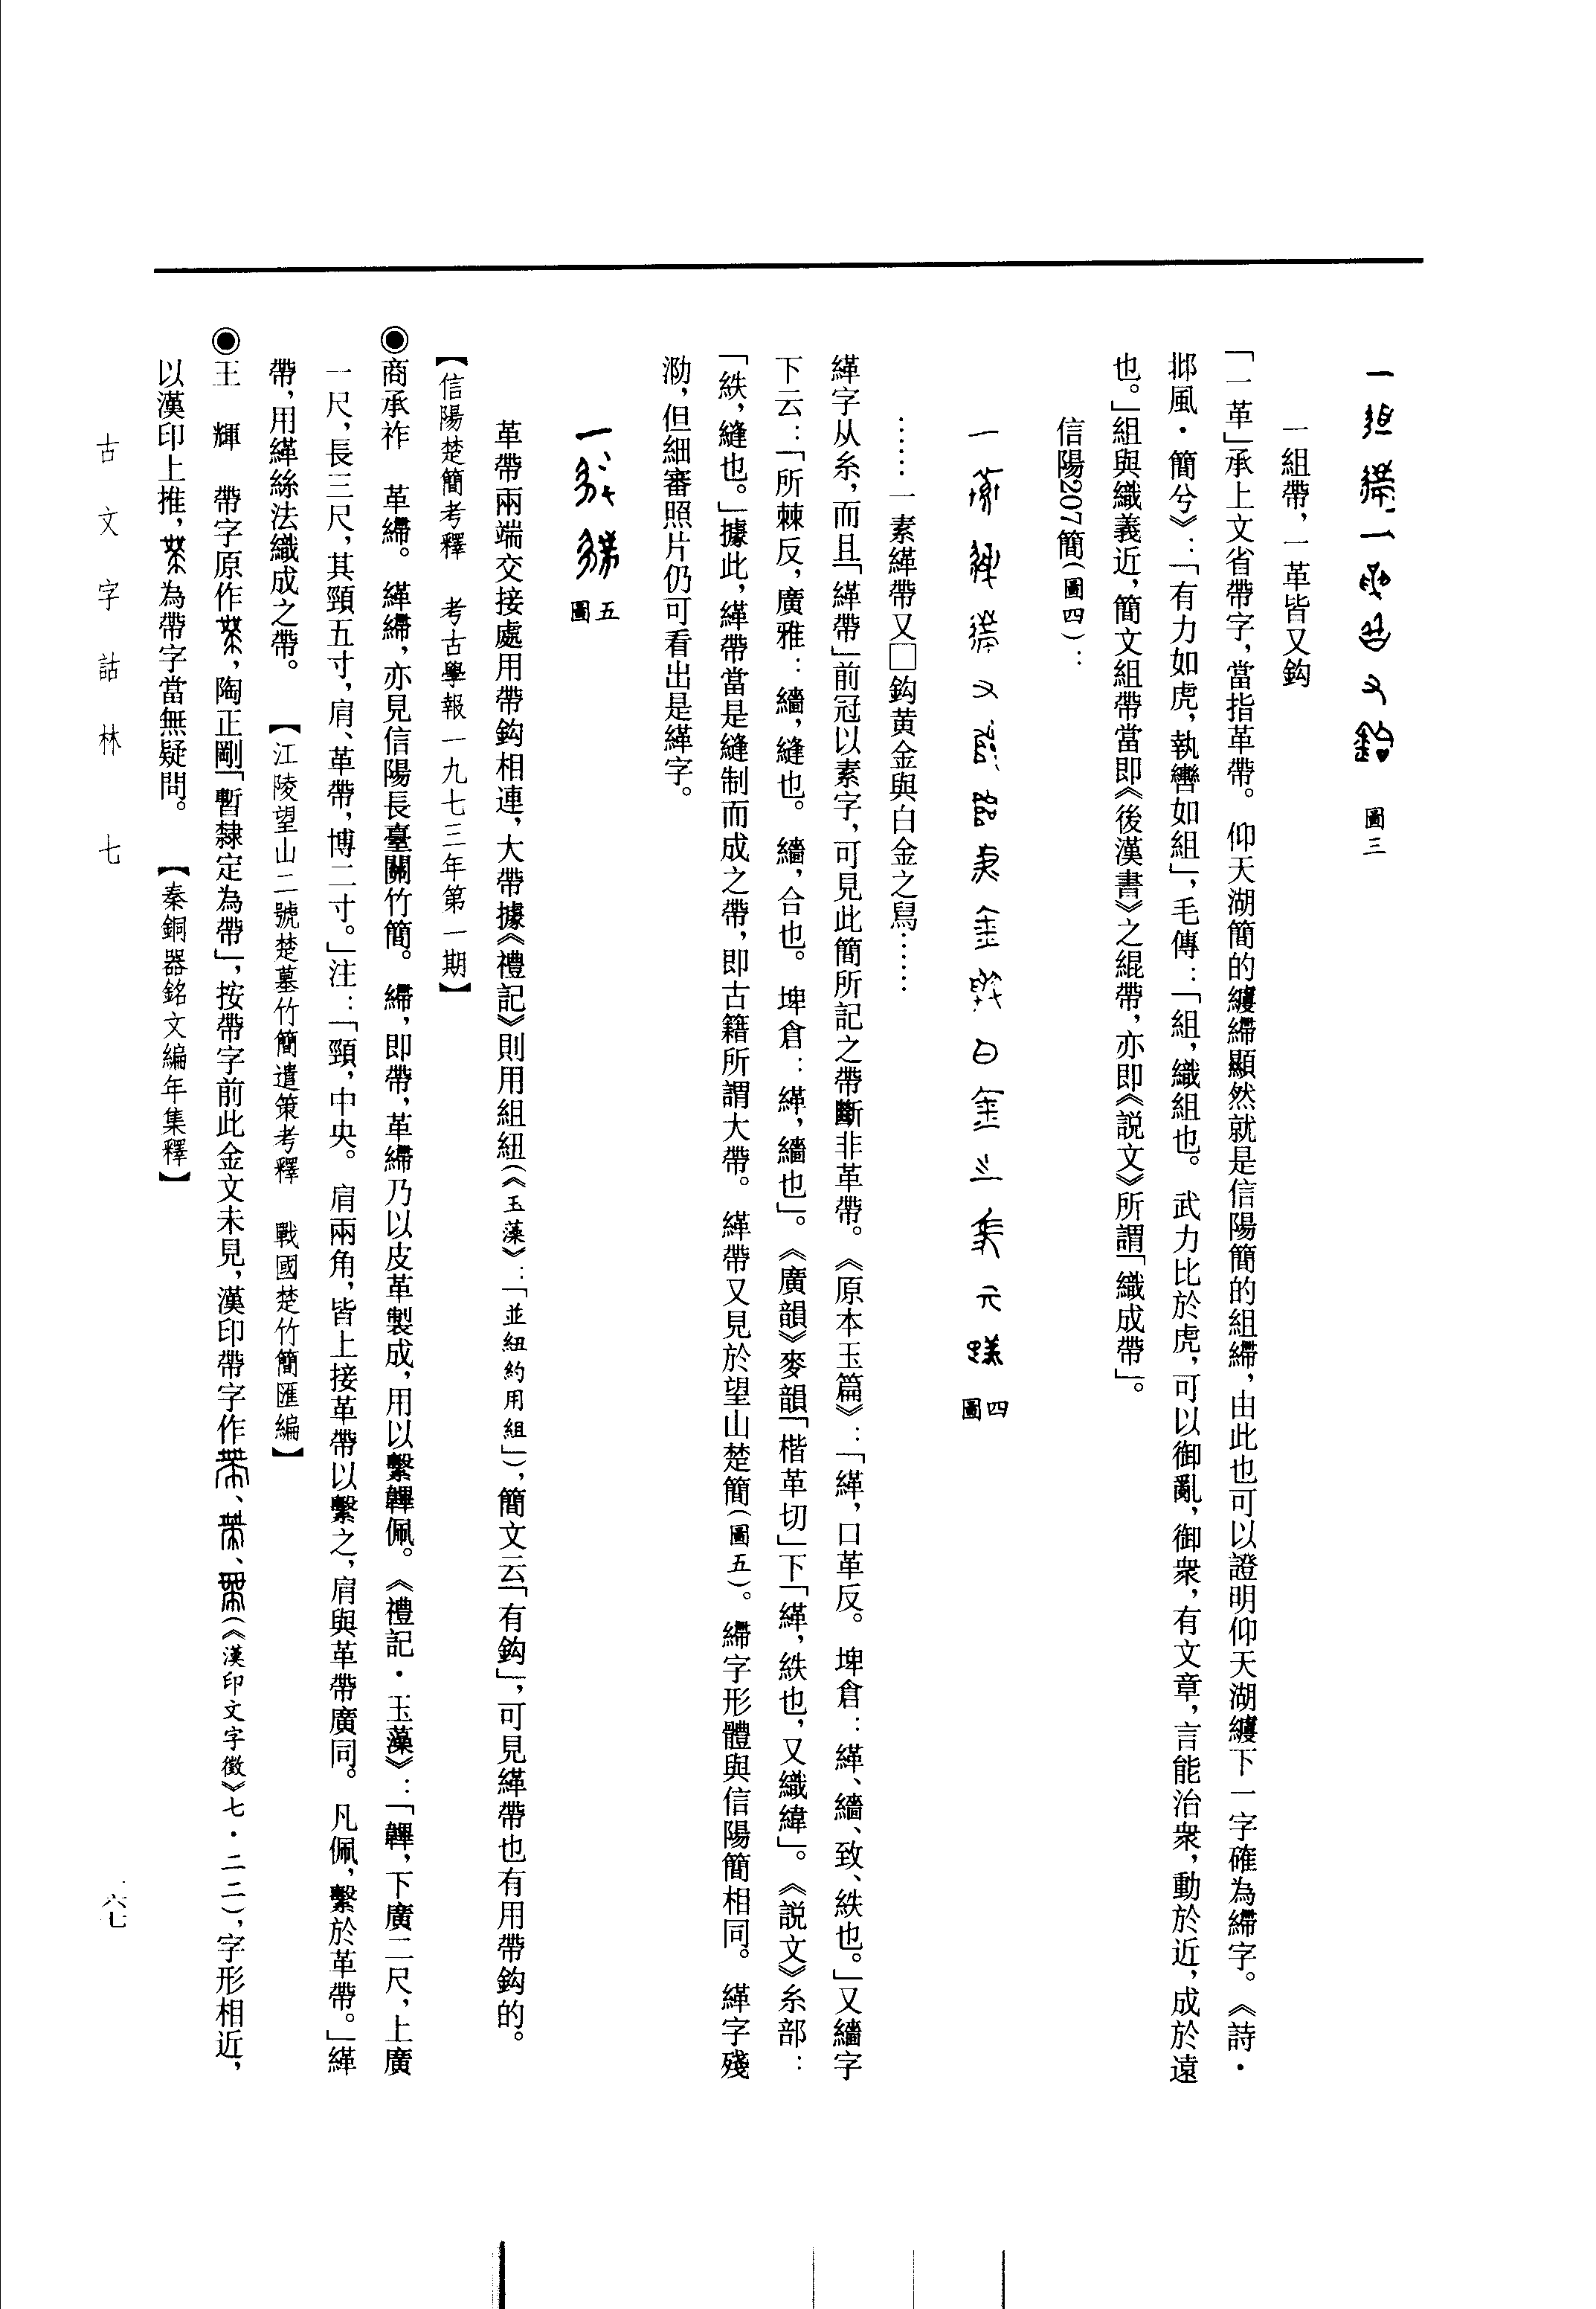 圖三
一組帶，一革皆又鈎
「一革」承上文省帶字，當指革帶。仰天湖簡的繐繻顯然就是信陽簡的組繻，由此也可以證明仰天湖下一字確為字。《詩·
邶風·簡兮》：「有力如虎，執轡如組」，毛傳：「組，織組也。武力比於虎，可以御亂，御衆，有文章，言能治衆，動於近，成於遠
也。」組與織義近，簡文組帶當即《後漢書》之緄帶，亦即《説文》所謂「織成帶」。
信陽207簡（圖四）：
圖四
……一素緙帶又□鈎黄金與白金之舄……
緙字从糸，而且「緙帶」前冠以素字，可見此簡所記之帶斷非革帶。《原本玉篇》：「緙，口革反。埤倉：緙、繬、致、紩也。」又繬字
下云：「所棘反，廣雅：繬，縫也。繬，合也。埤倉：緙，繬也」。《廣韻》麥韻「楷革切」下「緙，紩也，又織緯」。《説文》糸部：
「紩，縫也。」據此，緙帶當是縫制而成之帶，即古籍所謂大帶。緙帶又見於望山楚簡（圖五）。繻字形體與信陽簡相同。緙字殘
泐，但細審照片仍可看出是緙字。
圖五
革帶兩端交接處用帶鈎相連，大帶據《禮記》則用組紐（《玉藻》：「並紐約用組」），簡文云「有鈎」，可見緙帶也有用帶鈎的。
【信陽楚簡考釋　考古學報一九七三年第一期】
◉商承祚　革繻。緙繻，亦見信陽長臺關竹簡。繻，即帶，革繻乃以皮革製成，用以繫韠佩。《禮記·玉藻》：「韠，下廣二尺，上廣
一尺，長三尺，其頸五寸，肩、革帶，博二寸。」注：「頸，中央。肩兩角，皆上接革帶以繫之，肩與革帶廣同。凡佩，繫於革帶。」緙
帶，用緙絲法織成之帶。　【江陵望山二號楚墓竹簡遣策考釋　戰國楚竹簡匯編】
◉王　輝　帶字原作，陶正剛「暫隸定為帶」，按帶字前此金文未見，漢印帶字作、、（《漢印文字徵》七·二二），字形相近，
以漢印上推，為帶字當無疑問。　【秦銅器銘文編年集釋】
古文字詁林　七
六七